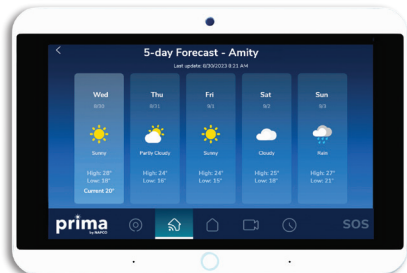 5-day Forecast - Amity
Last update: 8/30/2023 8:21 AM
Wed Thu Fri Sat Sun
8/30 8/31 9/1 9/2 9/3
Sunny Partly Cloudy Sunny Cloudy Rain
High: 28° High: 24° High: 24° High: 25° High: 27°
Low: 18° Low: 16° Low: 15° Low: 18° Low: 21°
Current 20°
prima SOS
by NAPCO